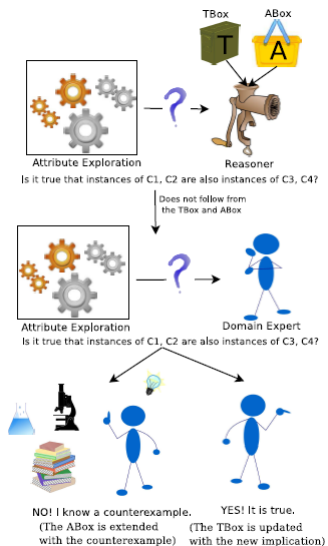 TBox ABox
T A
?
Attribute Exploration Reasoner
Is it true that instances of C1, C2 are also instances of C3, C4?
Does not follow from
the TBox and ABox
?
Attribute Exploration Domain Expert
Is it true that instances of C1, C2 are also instances of C3, C4?
NO! I know a counterexample. YES! It is true.
(The ABox is extended (The TBox is updated
with the counterexample) with the new implication)